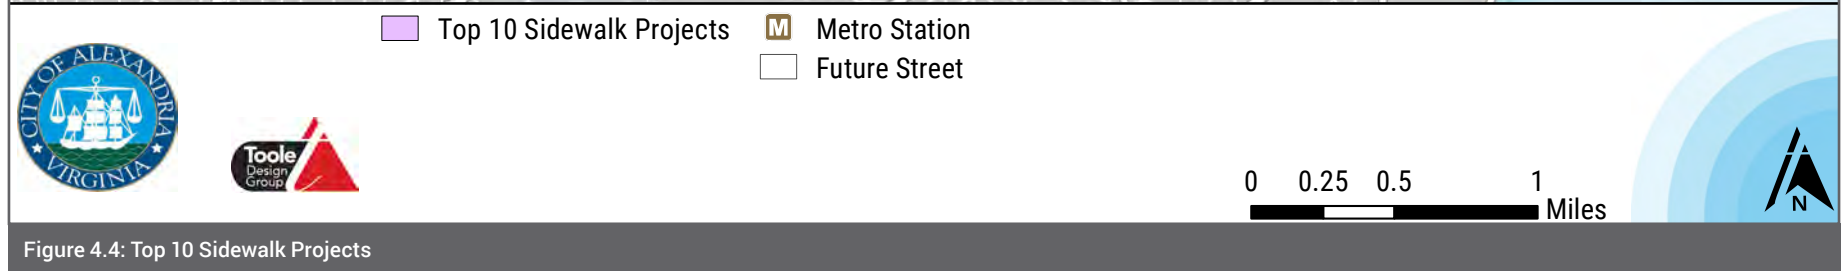 Top 10 Sidewalk Projects
M Metro Station
Future Street
CITY OF ALEXANDRIA
VIRGINIA
Toole
Design
Group
0 0.25 0.5 1
Miles
N
Figure 4.4: Top 10 Sidewalk Projects